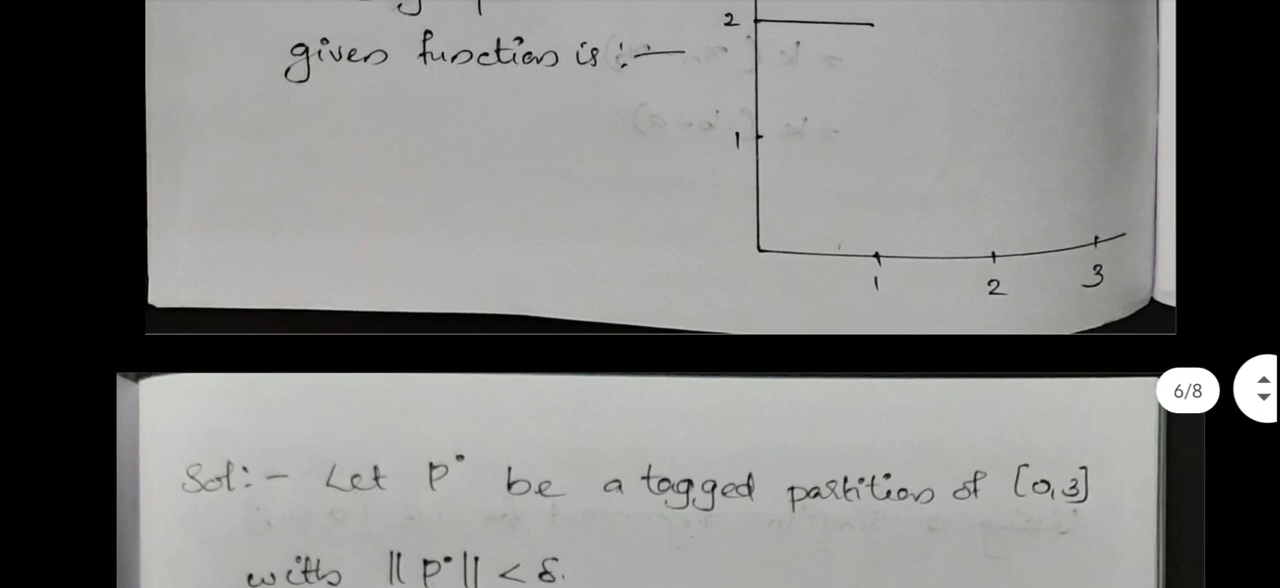 2
given function is :—
1
1 2 3
6/8
Sol:- Let P° be a tagged partition of [0,3]
with || P° || < δ.